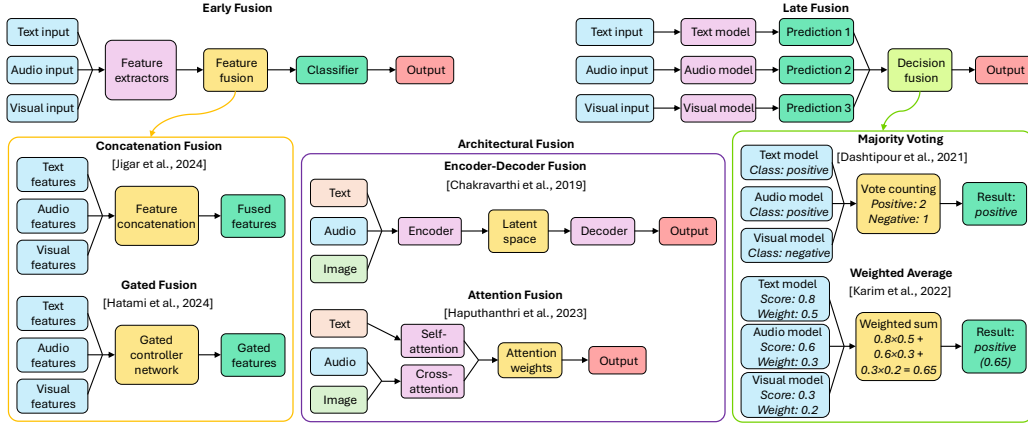 Early Fusion
Text input
Audio input
Visual input
Feature
extractors
Feature
fusion
Classifier
Output
Late Fusion
Text input
Text model
Prediction 1
Audio input
Audio model
Prediction 2
Visual input
Visual model
Prediction 3
Decision
fusion
Output
Concatenation Fusion
[Jigar et al., 2024]
Text
features
Audio
features
Visual
features
Feature
concatenation
Fused
features
Gated Fusion
[Hatami et al., 2024]
Text
features
Audio
features
Visual
features
Gated
controller
network
Gated
features
Architectural Fusion
Encoder-Decoder Fusion
[Chakravarthi et al., 2019]
Text
Audio
Image
Encoder
Latent
space
Decoder
Output
Attention Fusion
[Haputhanthri et al., 2023]
Text
Audio
Image
Self-
attention
Cross-
attention
Attention
weights
Output
Majority Voting
[Dashtipour et al., 2021]
Text model
Class: positive
Audio model
Class: positive
Visual model
Class: negative
Vote counting
Positive: 2
Negative: 1
Result:
positive
Weighted Average
[Karim et al., 2022]
Text model
Score: 0.8
Weight: 0.5
Audio model
Score: 0.6
Weight: 0.3
Visual model
Score: 0.3
Weight: 0.2
Weighted sum
0.8×0.5 +
0.6×0.3 +
0.3×0.2 = 0.65
Result:
positive
(0.65)